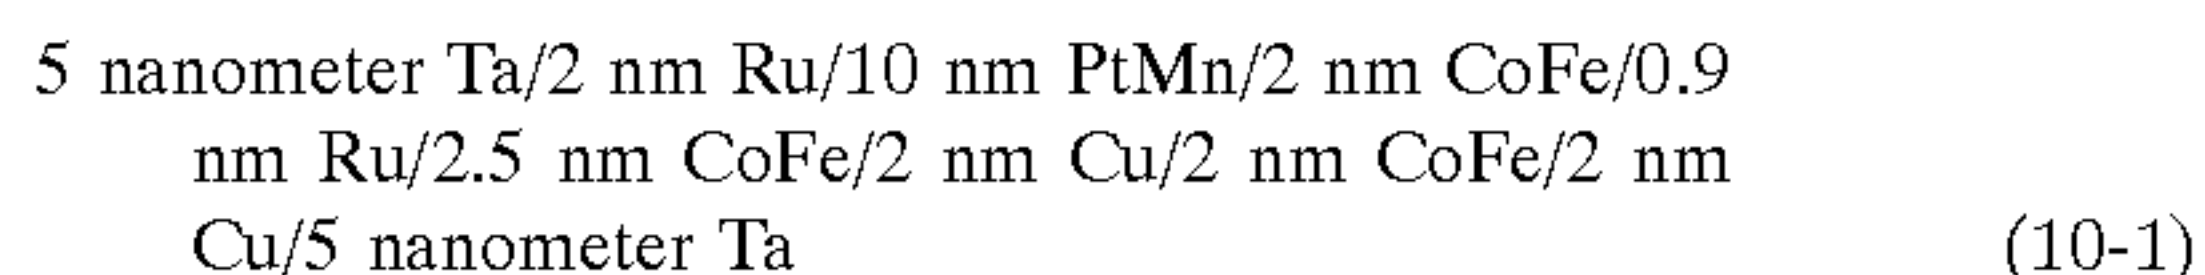 5 nanometer Ta/2 nm Ru/10 nm PtMn/2 nm CoFe/0.9
nm Ru/2.5 nm CoFe/2 nm Cu/2 nm CoFe/2 nm
Cu/5 nanometer Ta (10-1)